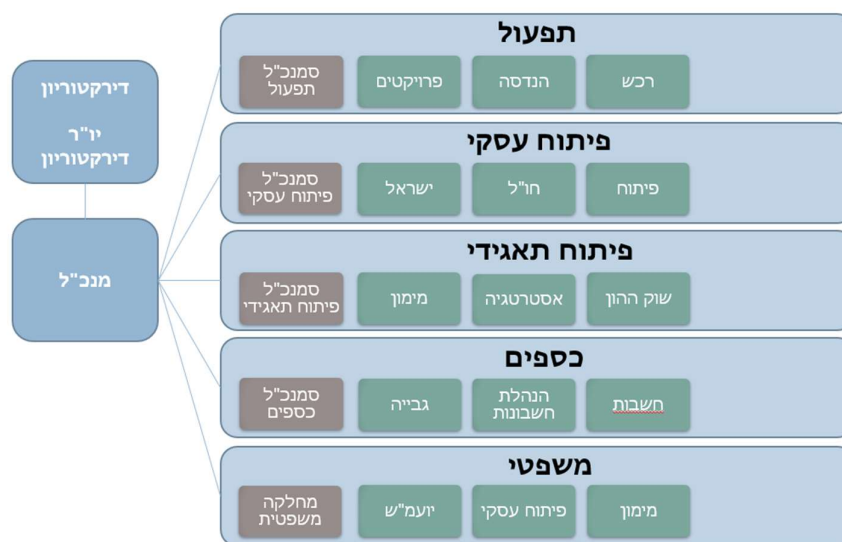 דירקטוריון
יו"ר
דירקטוריון
מנכ"ל
תפעול
סמנכ"ל
תפעול
פרויקטים
הנדסה
רכש
פיתוח עסקי
סמנכ"ל
פיתוח עסקי
ישראל
חו"ל
פיתוח
פיתוח תאגידי
סמנכ"ל
פיתוח תאגידי
מימון
אסטרטגיה
שוק ההון
כספים
סמנכ"ל
כספים
גבייה
הנהלת
חשבונות
חשבות
משפטי
מחלקה
משפטית
יועמ"ש
פיתוח עסקי
מימון